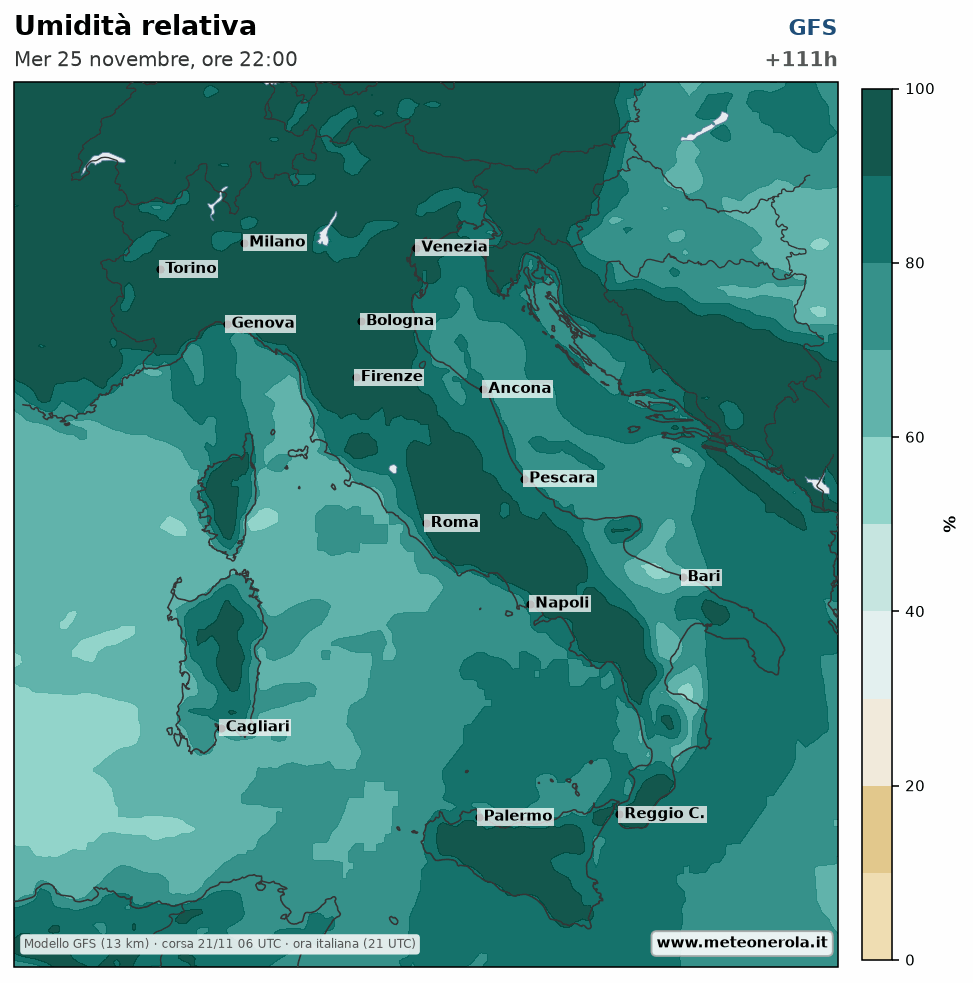 Umidità relativa
GFS
Mer 25 novembre, ore 22:00
+111h
100
80
60
40
20
0
%
Milano
Venezia
Torino
Genova
Bologna
Firenze
Ancona
Pescara
Roma
Bari
Napoli
Cagliari
Palermo
Reggio C.
Modello GFS (13 km) · corsa 21/11 06 UTC · ora italiana (21 UTC)
www.meteonerola.it